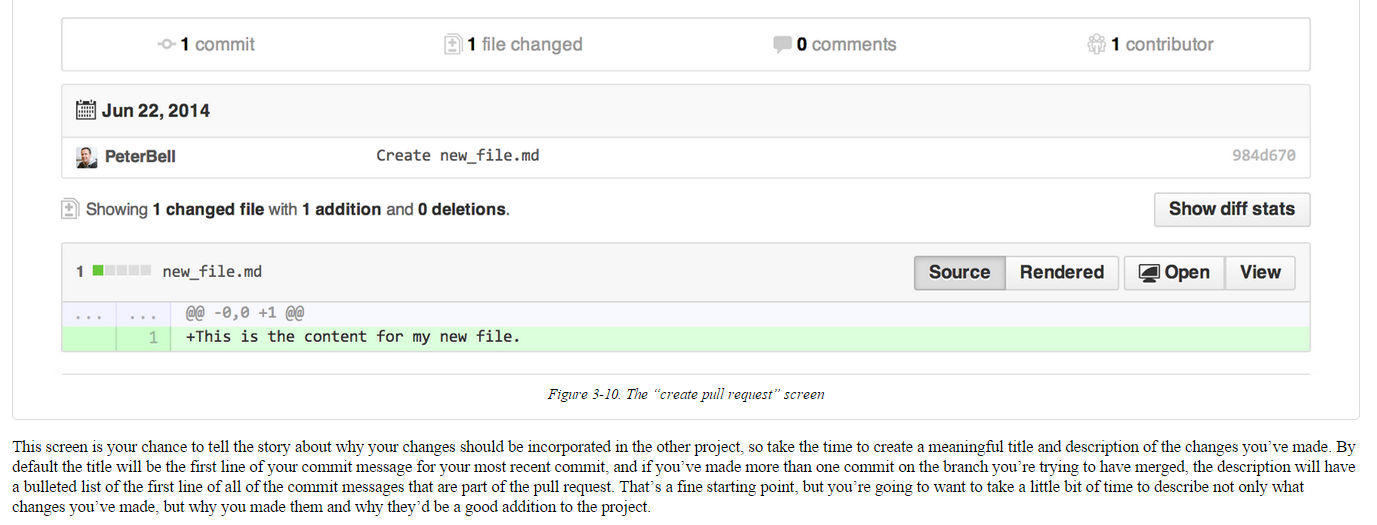 1 commit 1 file changed 0 comments 1 contributor
Jun 22, 2014
PeterBell Create new_file.md 984d670
Showing 1 changed file with 1 addition and 0 deletions. Show diff stats
1 new_file.md Source Rendered Open View
... ... @@ -0,0 +1 @@
1 +This is the content for my new file.
Figure 3-10. The “create pull request” screen
This screen is your chance to tell the story about why your changes should be incorporated in the other project, so take the time to create a meaningful title and description of the changes you’ve made. By
default the title will be the first line of your commit message for your most recent commit, and if you’ve made more than one commit on the branch you’re trying to have merged, the description will have
a bulleted list of the first line of all of the commit messages that are part of the pull request. That’s a fine starting point, but you’re going to want to take a little bit of time to describe not only what
changes you’ve made, but why you made them and why they’d be a good addition to the project.